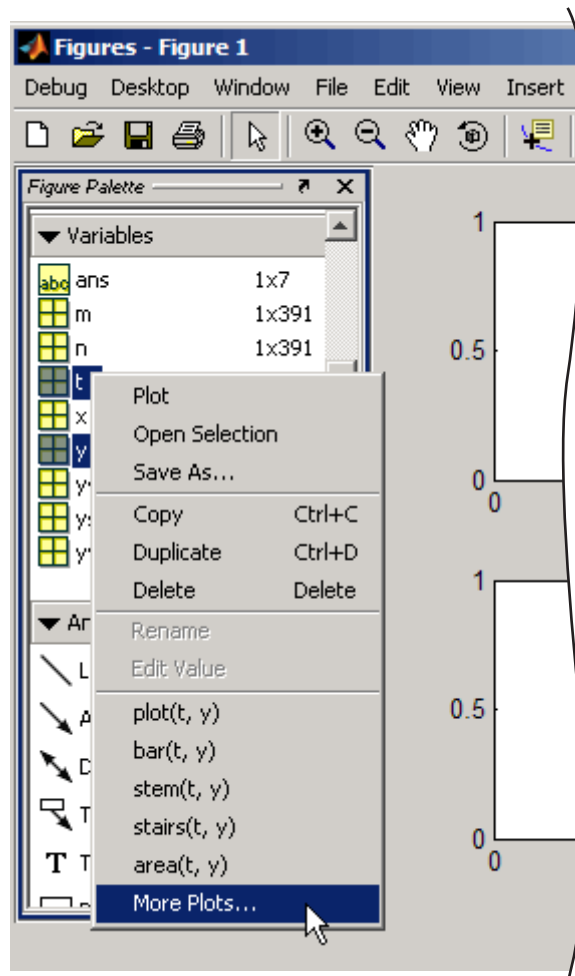 Figures - Figure 1
Debug Desktop Window File Edit View Insert
Figure Palette
Variables
abc ans 1x7
m 1x391
n 1x391
t
x
y
Plot
Open Selection
Save As...
Copy Ctrl+C
Duplicate Ctrl+D
Delete Delete
Rename
Edit Value
plot(t, y)
bar(t, y)
stem(t, y)
stairs(t, y)
area(t, y)
More Plots...
T
1
0.5
0
0
1
0.5
0
0